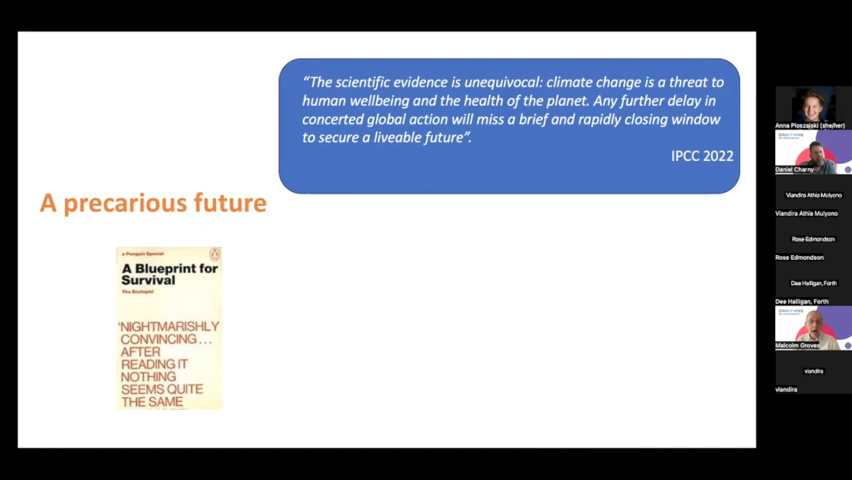 “The scientific evidence is unequivocal: climate change is a threat to
human wellbeing and the health of the planet. Any further delay in
concerted global action will miss a brief and rapidly closing window
to secure a liveable future”.
IPCC 2022
A precarious future
a Penguin Special
A Blueprint for
Survival
The Ecologist
'NIGHTMARISHLY
CONVINCING...
AFTER
READING IT
NOTHING
SEEMS QUITE
THE SAME
Anna Ploszajski (she/her)
Daniel Charny
Viandira Athia Mulyono
Viandira Athia Mulyono
Rose Edmondson
Rose Edmondson
Dee Halligan, Forth
Dee Halligan, Forth
Malcolm Groves
viandira
viandira